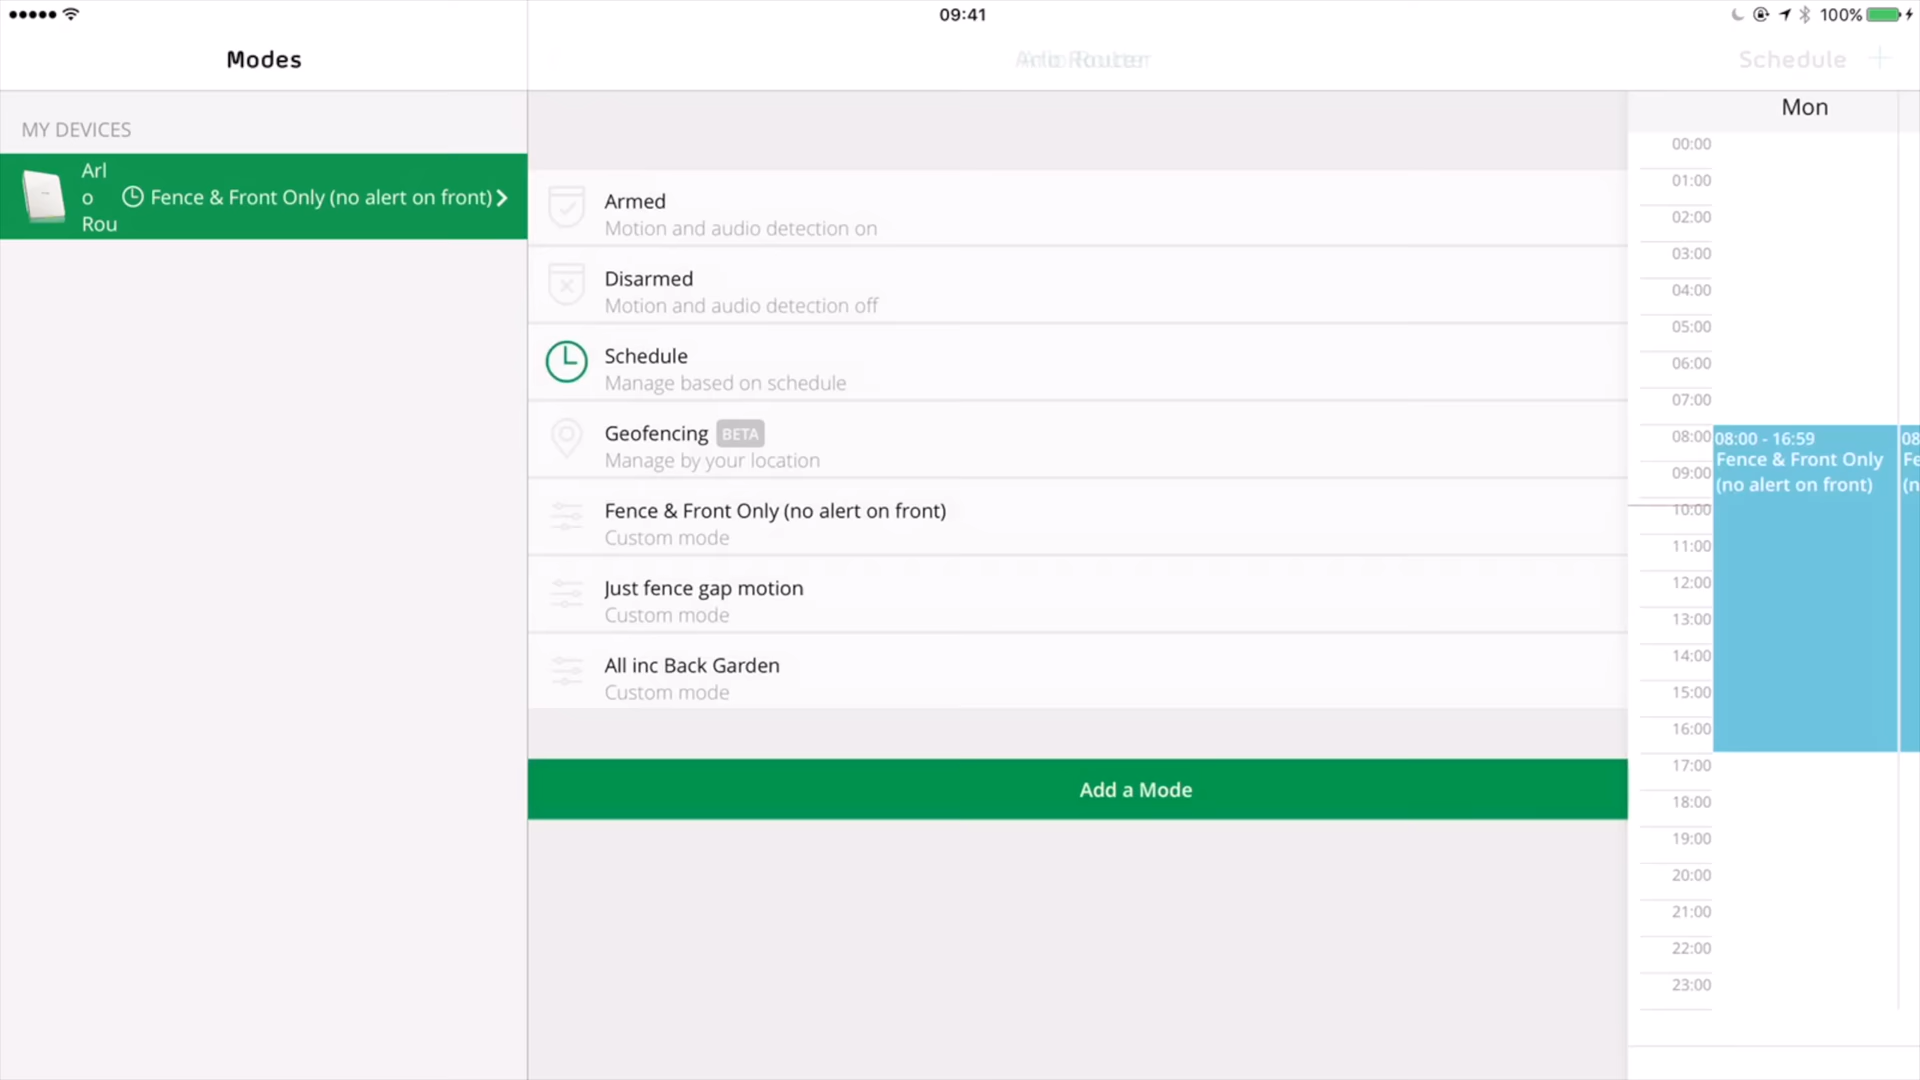 09:41
100%
Modes
Schedule +
MY DEVICES
Arl
o
Rou
Fence & Front Only (no alert on front)
Armed
Motion and audio detection on
Disarmed
Motion and audio detection off
Schedule
Manage based on schedule
Geofencing BETA
Manage by your location
Fence & Front Only (no alert on front)
Custom mode
Just fence gap motion
Custom mode
All inc Back Garden
Custom mode
Add a Mode
Mon
00:00
01:00
02:00
03:00
04:00
05:00
06:00
07:00
08:00
09:00
10:00
11:00
12:00
13:00
14:00
15:00
16:00
17:00
18:00
19:00
20:00
21:00
22:00
23:00
08:00 - 16:59
Fence & Front Only
(no alert on front)
08
Fe
(n